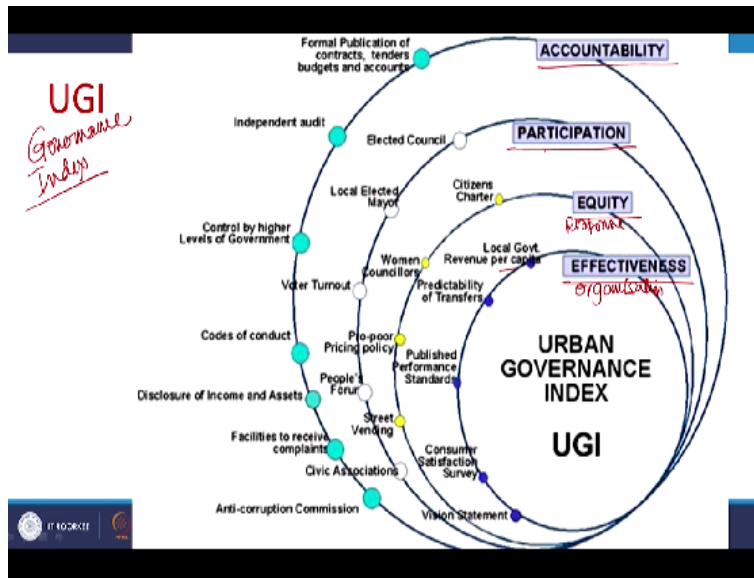 UGI
Governance
Index
ACCOUNTABILITY
Formal Publication of
contracts, tenders
budgets and accounts
Independent audit
Control by higher
Levels of Government
Codes of conduct
Disclosure of Income and Assets
Facilities to receive
complaints
Anti-corruption Commission
PARTICIPATION
Elected Council
Local Elected
Mayor
Voter Turnout
People's
Forum
Civic Associations
EQUITY
Response
Citizens
Charter
Women
Councillors
Pro-poor
Pricing policy
Street
Vending
EFFECTIVENESS
organisation
Local Govt.
Revenue per capita
Predictability
of Transfers
Published
Performance
Standards
Consumer
Satisfaction
Survey
Vision Statement
URBAN
GOVERNANCE
INDEX
UGI
IIT ROORKEE